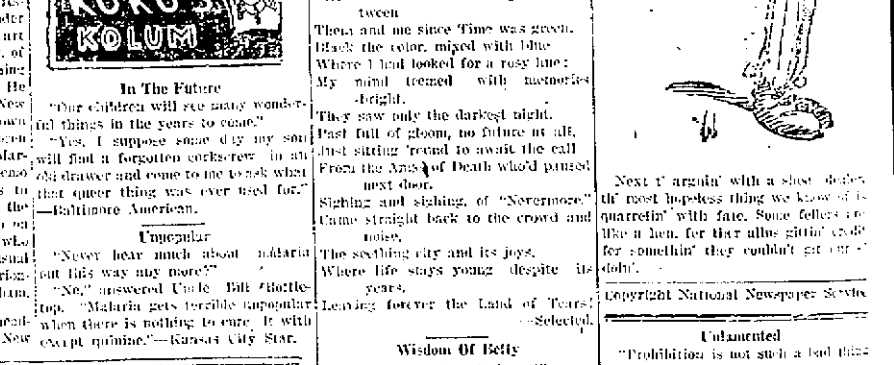 KOKO'S
KOLUM
In The Future
"Our children will see many wonder-
ful things in the years to come."
"Yes, I suppose some day my son
will find a forgotten corkscrew in an
old drawer and come to me to ask what
that queer thing was ever used for."
—Baltimore American.
Unpopular
"Never hear much about malaria
out this way any more?"
"No," answered Uncle Bill Bottle-
top. "Malaria gets terrible unpopular
when there is nothing to cure it with
except quinine."—Kansas City Star.
tween
Them and me since Time was green.
Black the color, mixed with blue
Where I had looked for a rosy hue;
My mind teemed with memories
bright.
They saw only the darkest night.
Past full of gloom, no future at all,
Just sitting 'round to await the call
From the Angel of Death who'd paused
next door.
Sighing and sighing, of "Nevermore."
Came straight back to the crowd and
noise,
The seething city and its joys,
Where life stays young despite its
years,
Leaving forever the Land of Tears!
—Selected.
Wisdom Of Betty
Next t' arguin' with a shoe dealer,
th' most hopeless thing we know of is
quarrelin' with fate. Some fellers are
like a hen, fer ther allus gittin' credit
fer somethin' they couldn't git out o'
doin'.
Copyright National Newspaper Service
Unlamented
"Prohibition is not such a bad thing